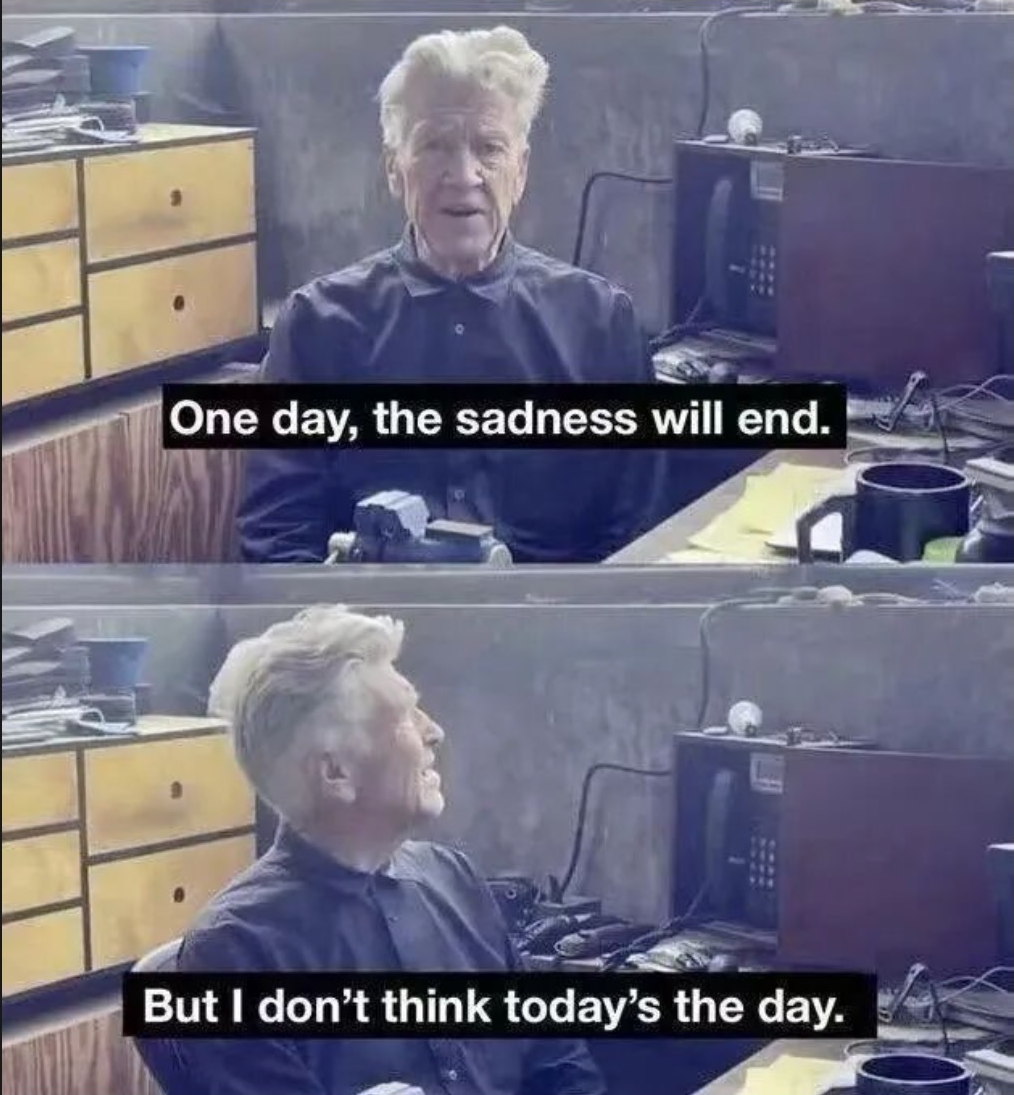 One day, the sadness will end.
But I don’t think today’s the day.